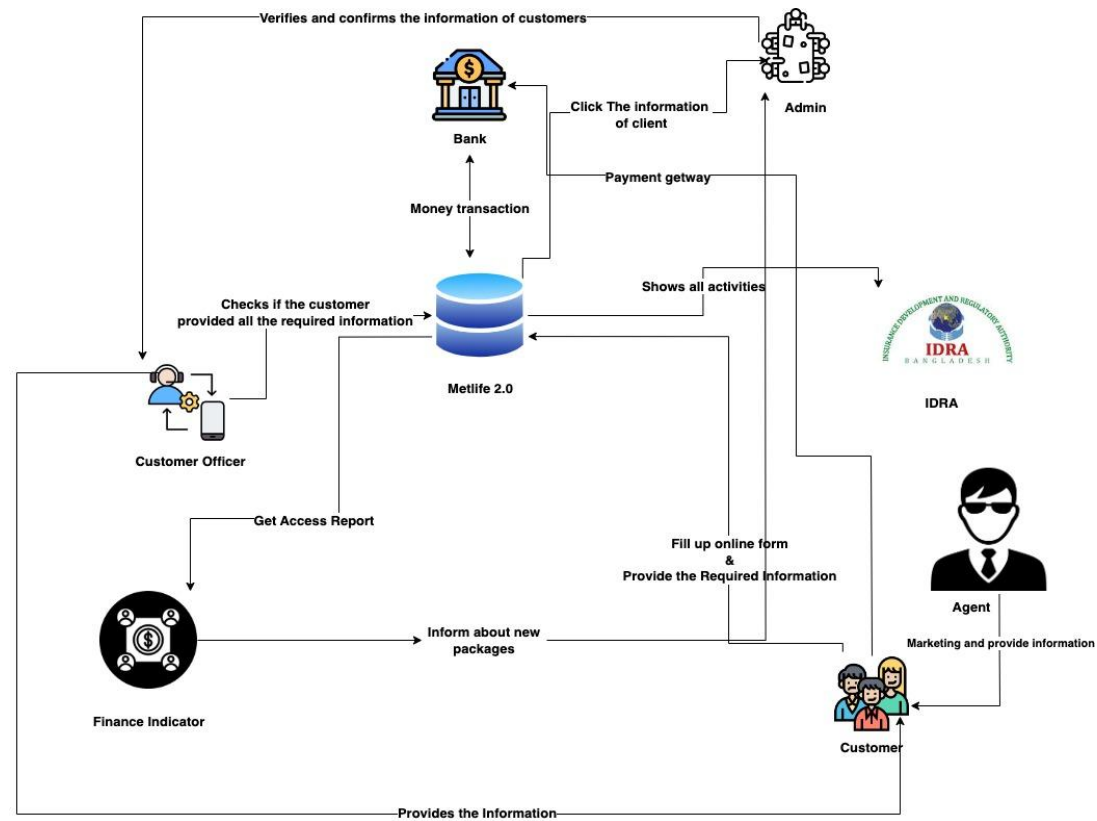 Verifies and confirms the information of customers
Admin
Bank
Click The information
of client
Payment getway
Money transaction
Shows all activities
Checks if the customer
provided all the required information
INSURANCE DEVELOPMENT AND REGULATORY AUTHORITY
IDRA
BANGLADESH
Metlife 2.0
IDRA
Customer Officer
Get Access Report
Fill up online form
&
Provide the Required Information
Agent
Inform about new
packages
Marketing and provide information
Finance Indicator
Customer
Provides the Information